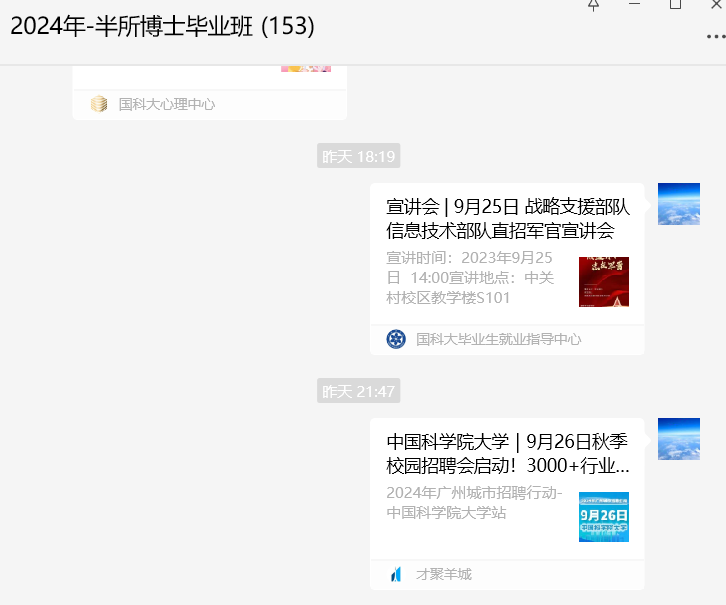 2024年-半所博士毕业班 (153)
国科大心理中心
昨天 18:19
宣讲会 | 9月25日 战略支援部队
信息技术部队直招军官宣讲会
宣讲时间：2023年9月25
日 14:00宣讲地点：中关
村校区教学楼S101
国科大毕业生就业指导中心
昨天 21:47
中国科学院大学｜9月26日秋季
校园招聘会启动！3000+行业...
2024年广州城市招聘行动-
中国科学院大学站
9月26日
中国科学院大学
才聚羊城